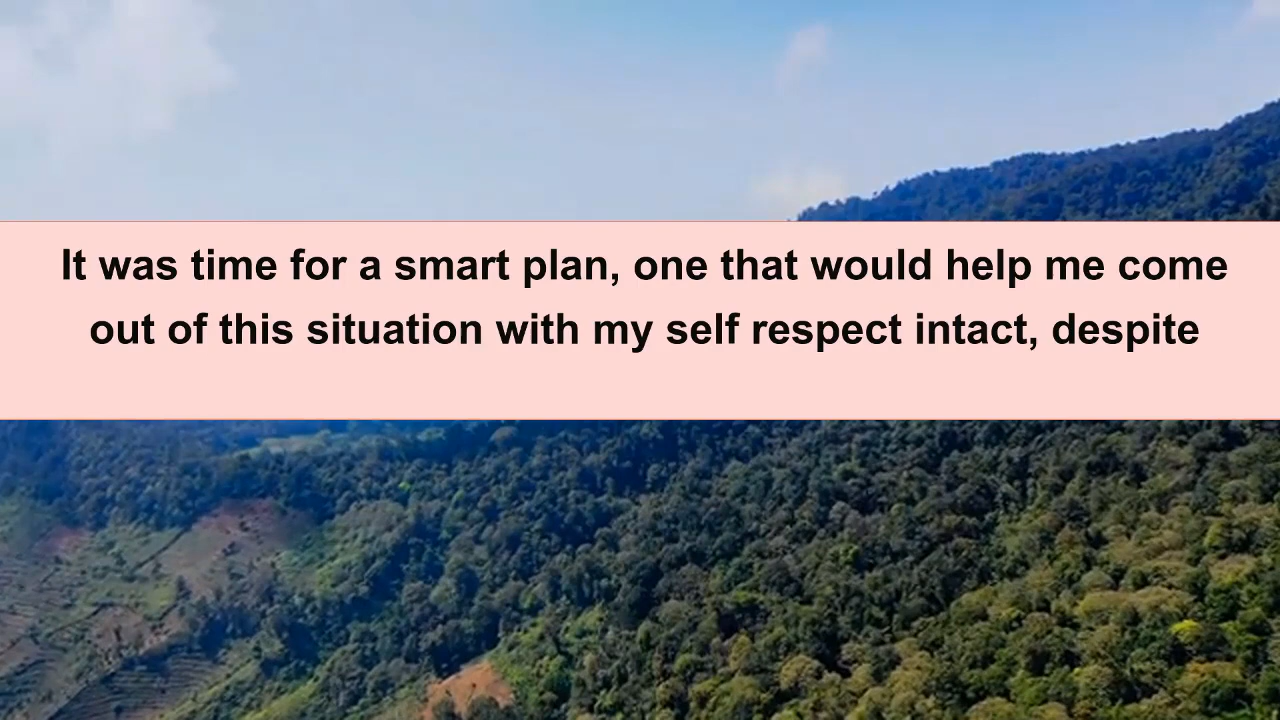 It was time for a smart plan, one that would help me come
out of this situation with my self respect intact, despite